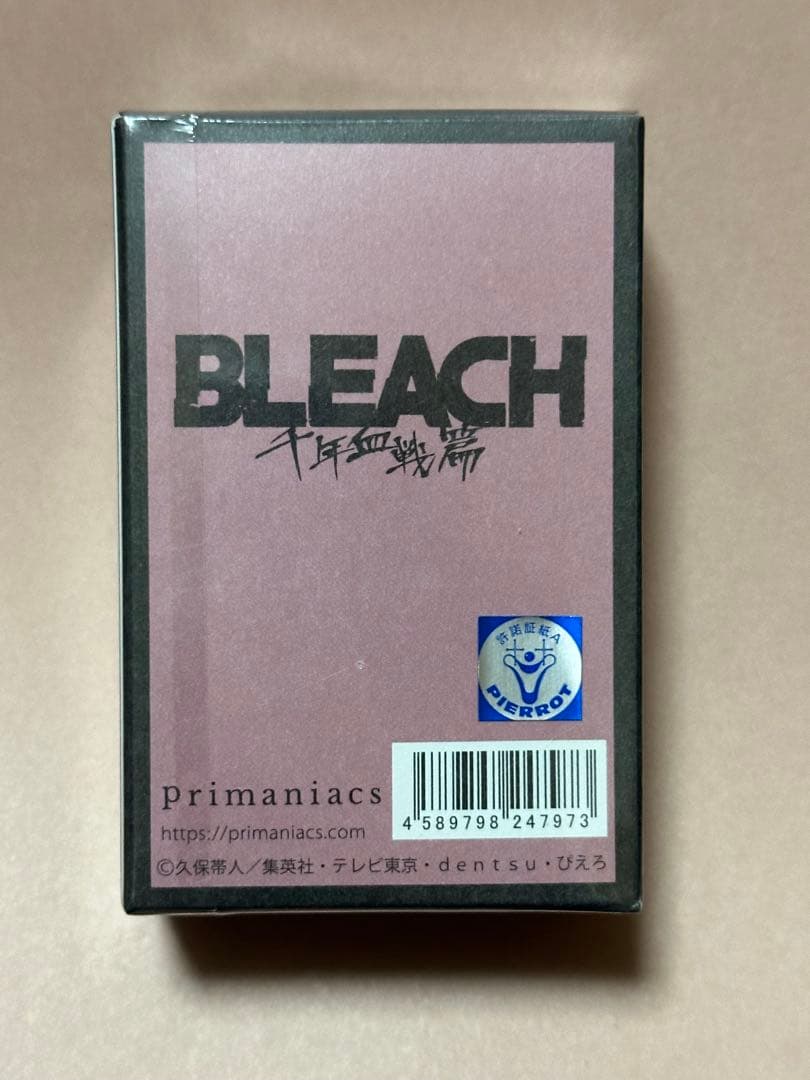 BLEACH
千年血戦篇
許諾証紙A
PIERROT
primaniacs
https://primaniacs.com
4 589798 247973
©久保帯人／集英社・テレビ東京・dentsu・ぴえろ